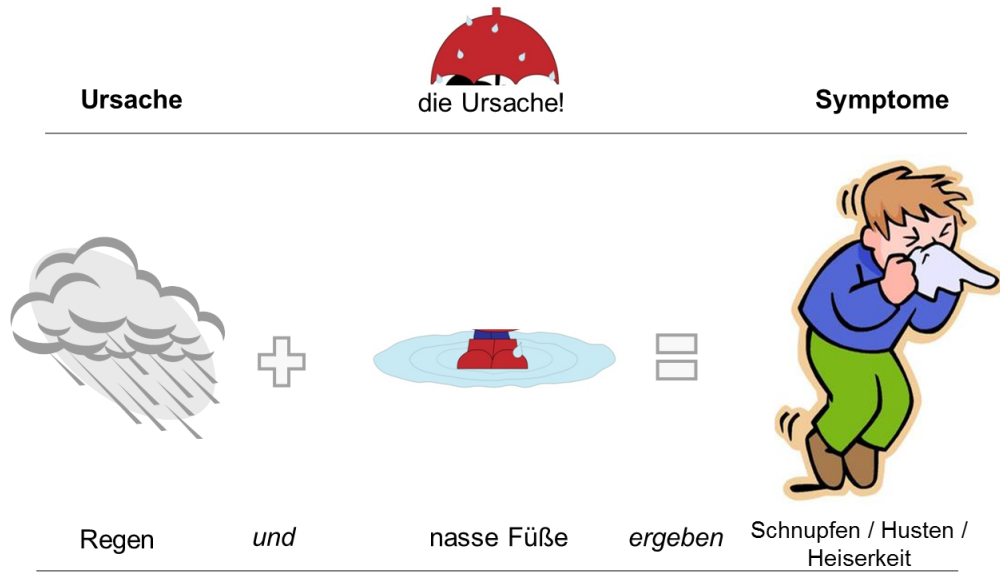 Ursache
die Ursache!
Symptome
Regen
und
nasse Füße
ergeben
Schnupfen / Husten /
Heiserkeit